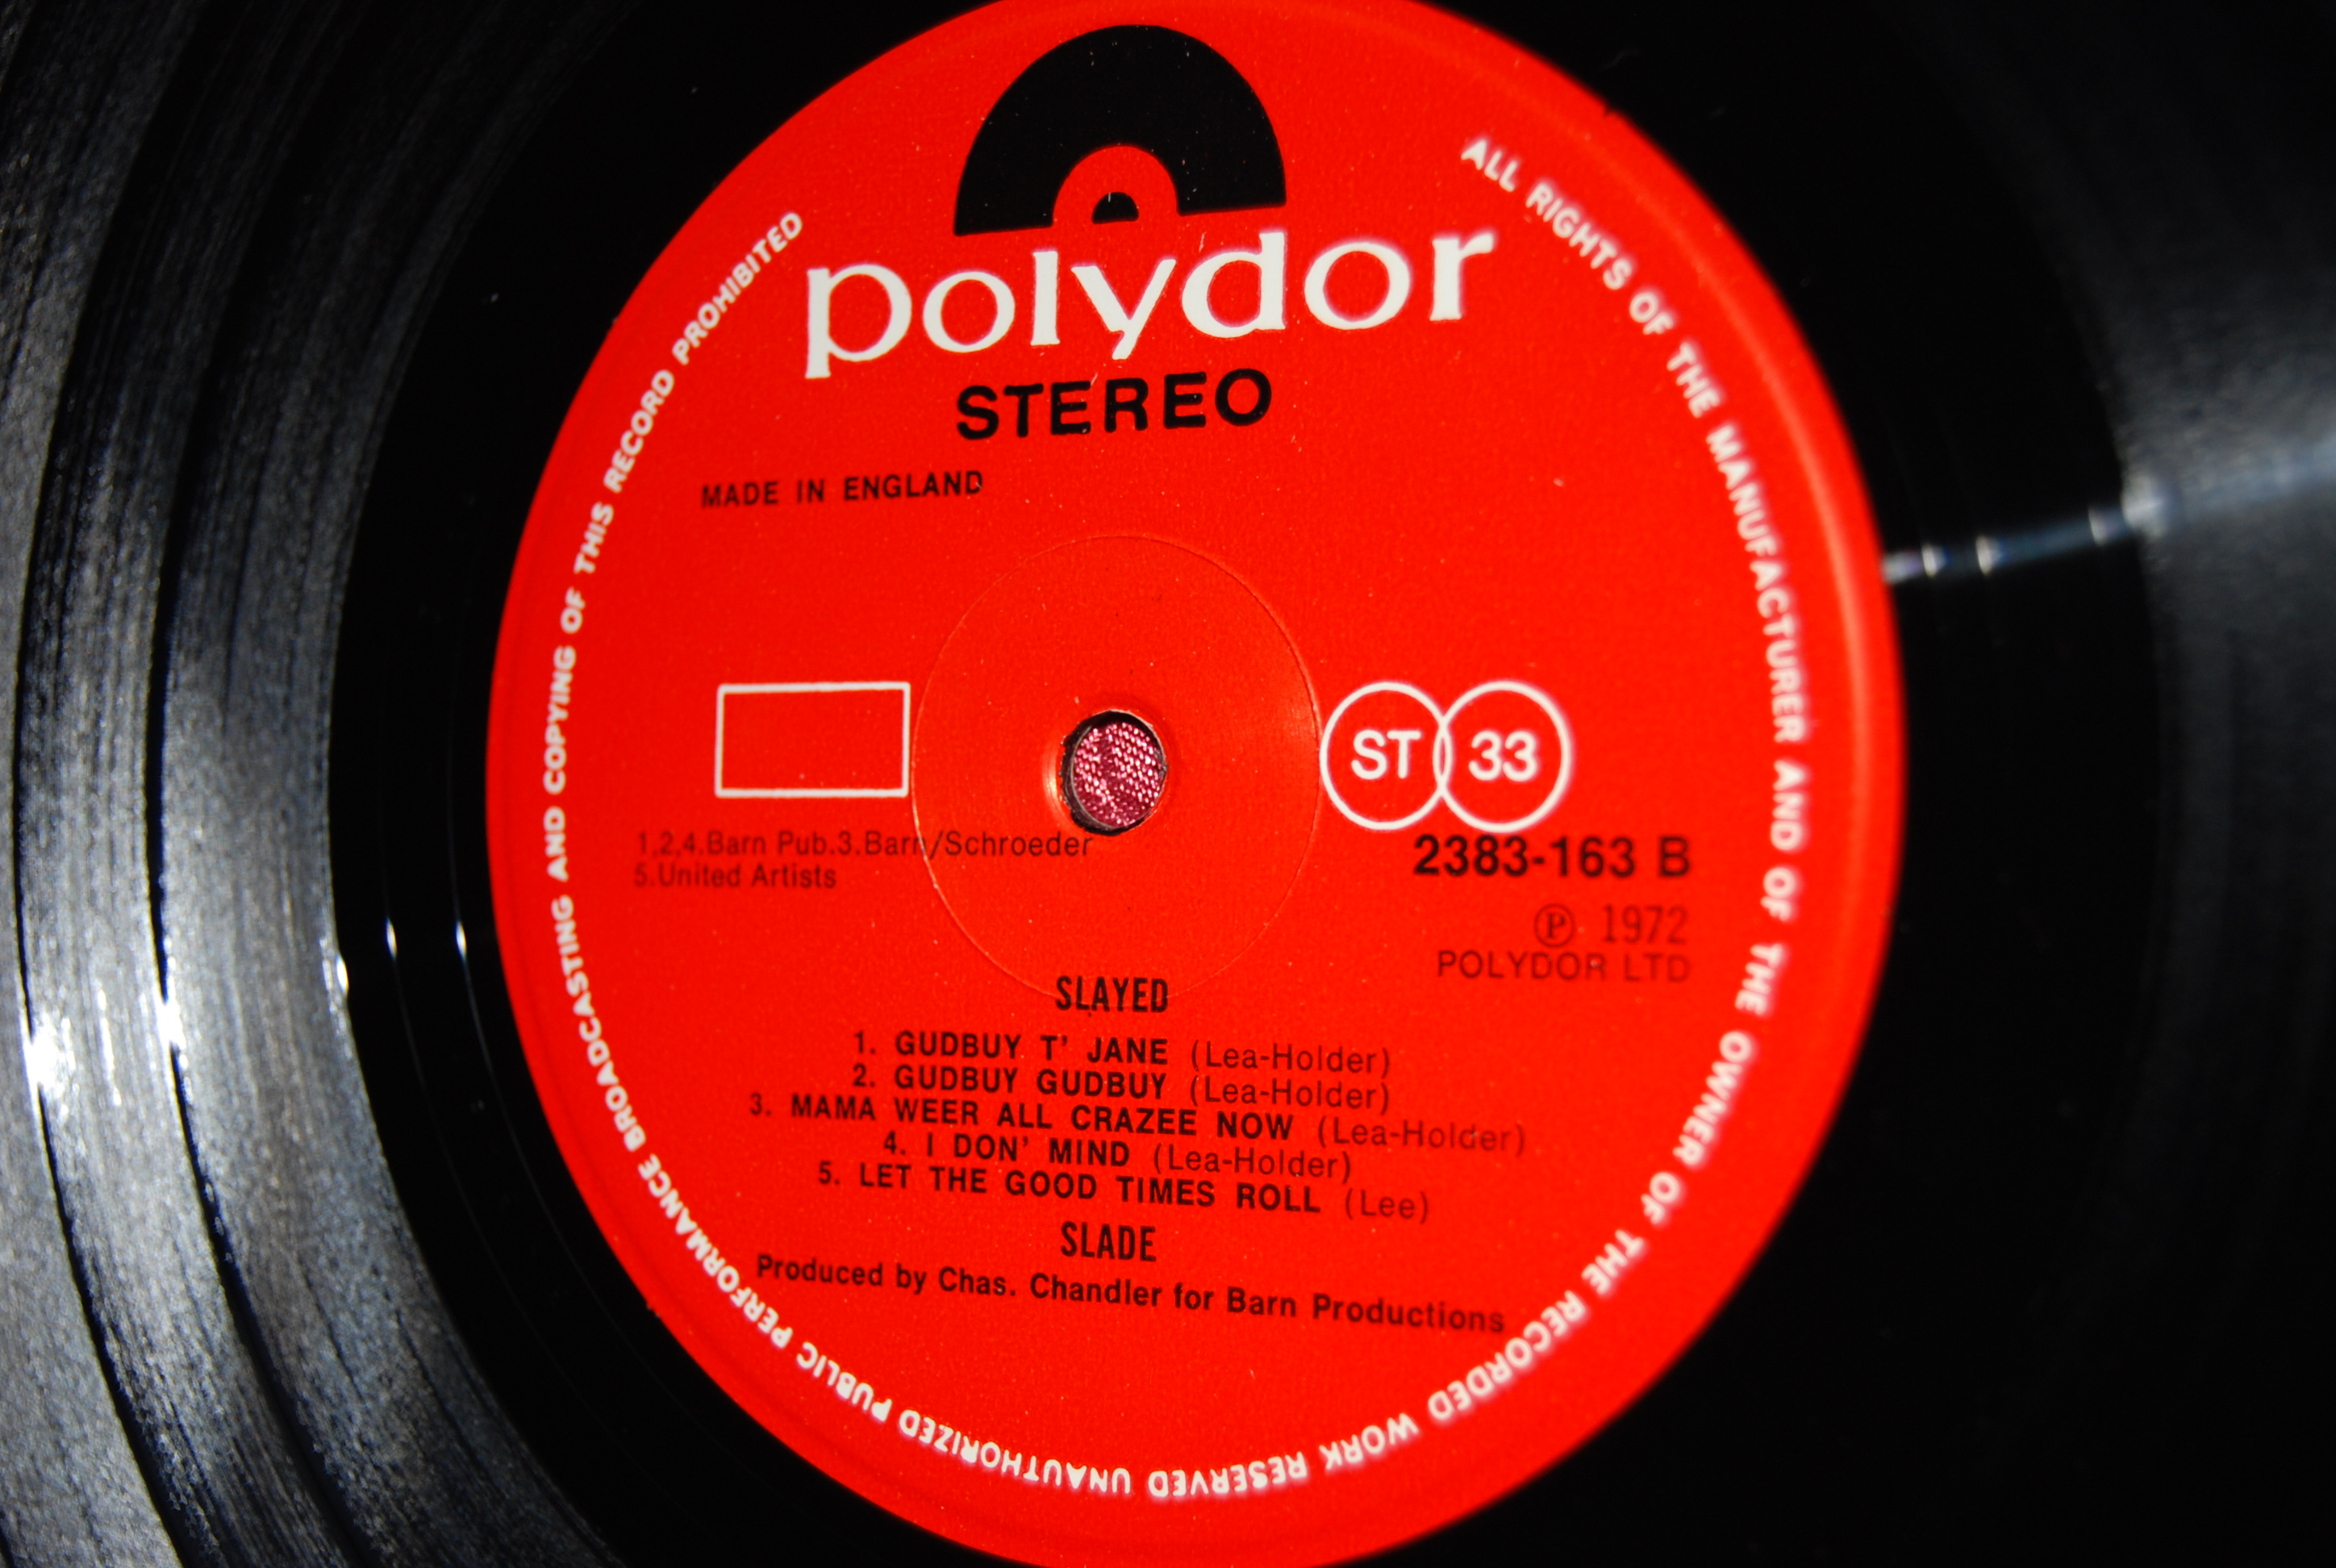 polydor
STEREO
MADE IN ENGLAND
ST 33
1,2,4.Barn Pub.3.Barn/Schroeder
5.United Artists
2383-163 B
℗ 1972
POLYDOR LTD
SLAYED
1. GUDBUY T' JANE (Lea-Holder)
2. GUDBUY GUDBUY (Lea-Holder)
3. MAMA WEER ALL CRAZEE NOW (Lea-Holder)
4. I DON' MIND (Lea-Holder)
5. LET THE GOOD TIMES ROLL (Lee)
SLADE
Produced by Chas. Chandler for Barn Productions
ALL RIGHTS OF THE MANUFACTURER AND OF THE OWNER OF THE RECORDED WORK RESERVED UNAUTHORIZED PUBLIC PERFORMANCE BROADCASTING AND COPYING OF THIS RECORD PROHIBITED